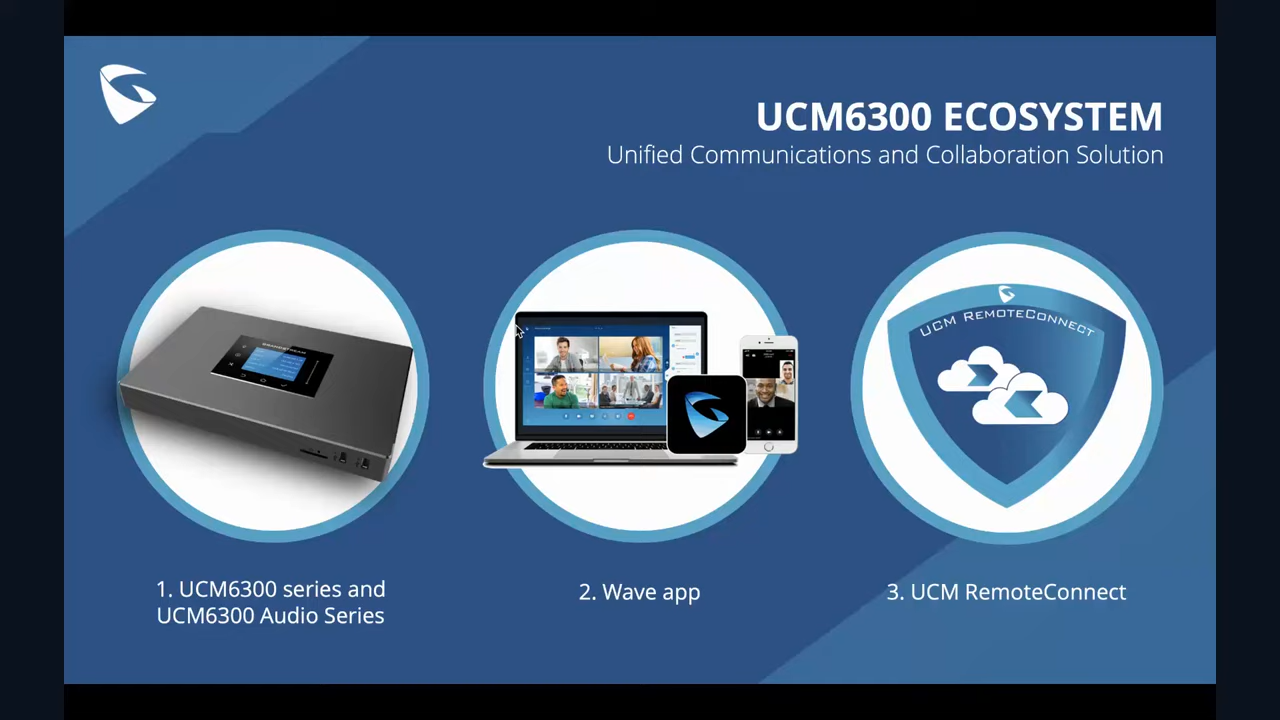 UCM6300 ECOSYSTEM
Unified Communications and Collaboration Solution
GRANDSTREAM
UCM REMOTECONNECT
1. UCM6300 series and
UCM6300 Audio Series
2. Wave app
3. UCM RemoteConnect